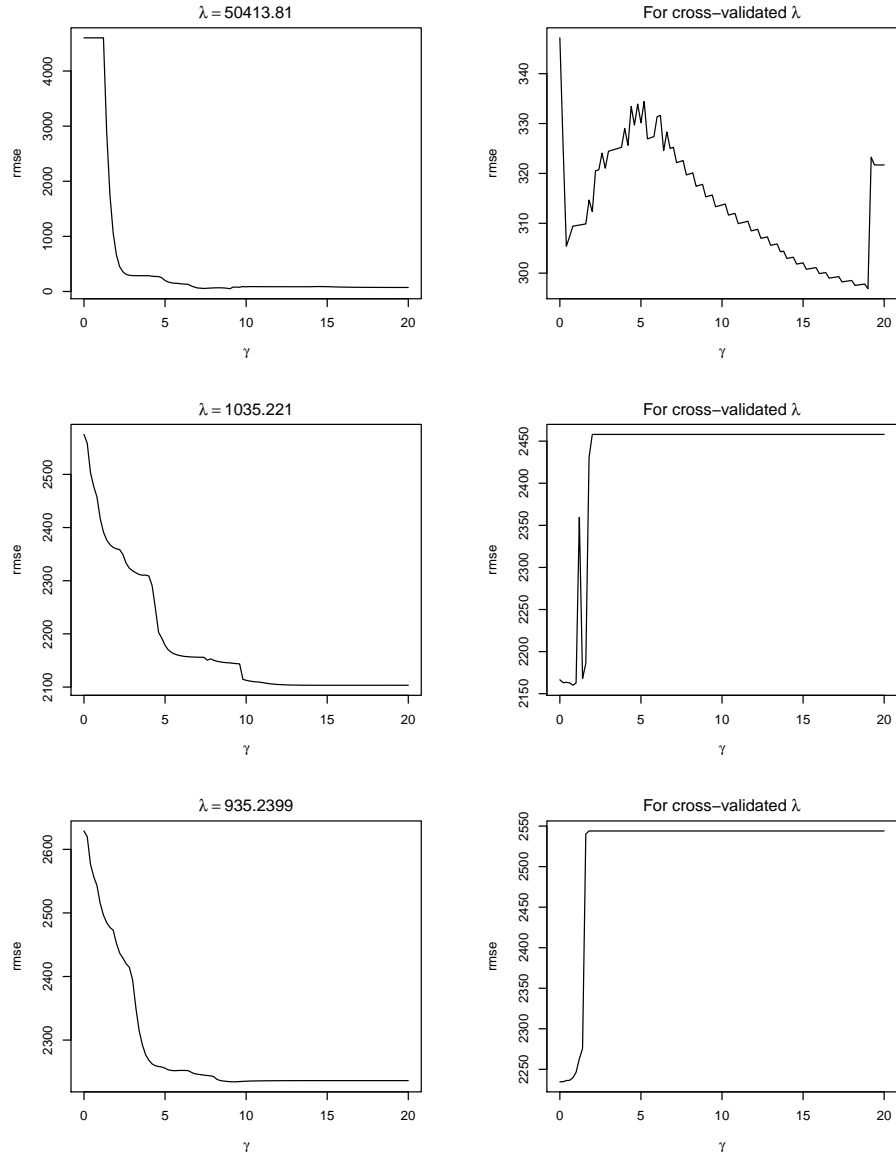 λ = 50413.81
rmse
0
1000
2000
3000
4000
0 5 10 15 20
γ
For cross−validated λ
rmse
300
310
320
330
340
0 5 10 15 20
γ
λ = 1035.221
rmse
2100
2200
2300
2400
2500
0 5 10 15 20
γ
For cross−validated λ
rmse
2150
2200
2250
2300
2350
2400
2450
0 5 10 15 20
γ
λ = 935.2399
rmse
2300
2400
2500
2600
0 5 10 15 20
γ
For cross−validated λ
rmse
2250
2300
2350
2400
2450
2500
2550
0 5 10 15 20
γ